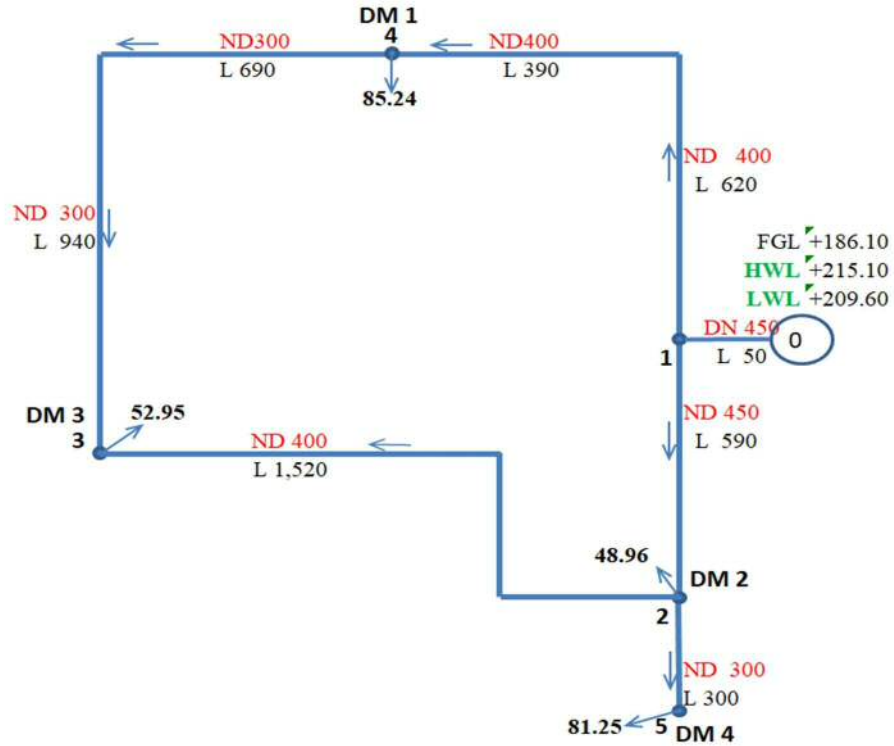 DM 1
4
ND300
ND400
L 690
L 390
85.24
ND 400
L 620
ND 300
L 940
FGL +186.10
HWL +215.10
LWL +209.60
DN 450
0
1
L 50
DM 3
3
52.95
ND 400
L 1,520
ND 450
L 590
48.96
DM 2
2
ND 300
L 300
81.25
5
DM 4